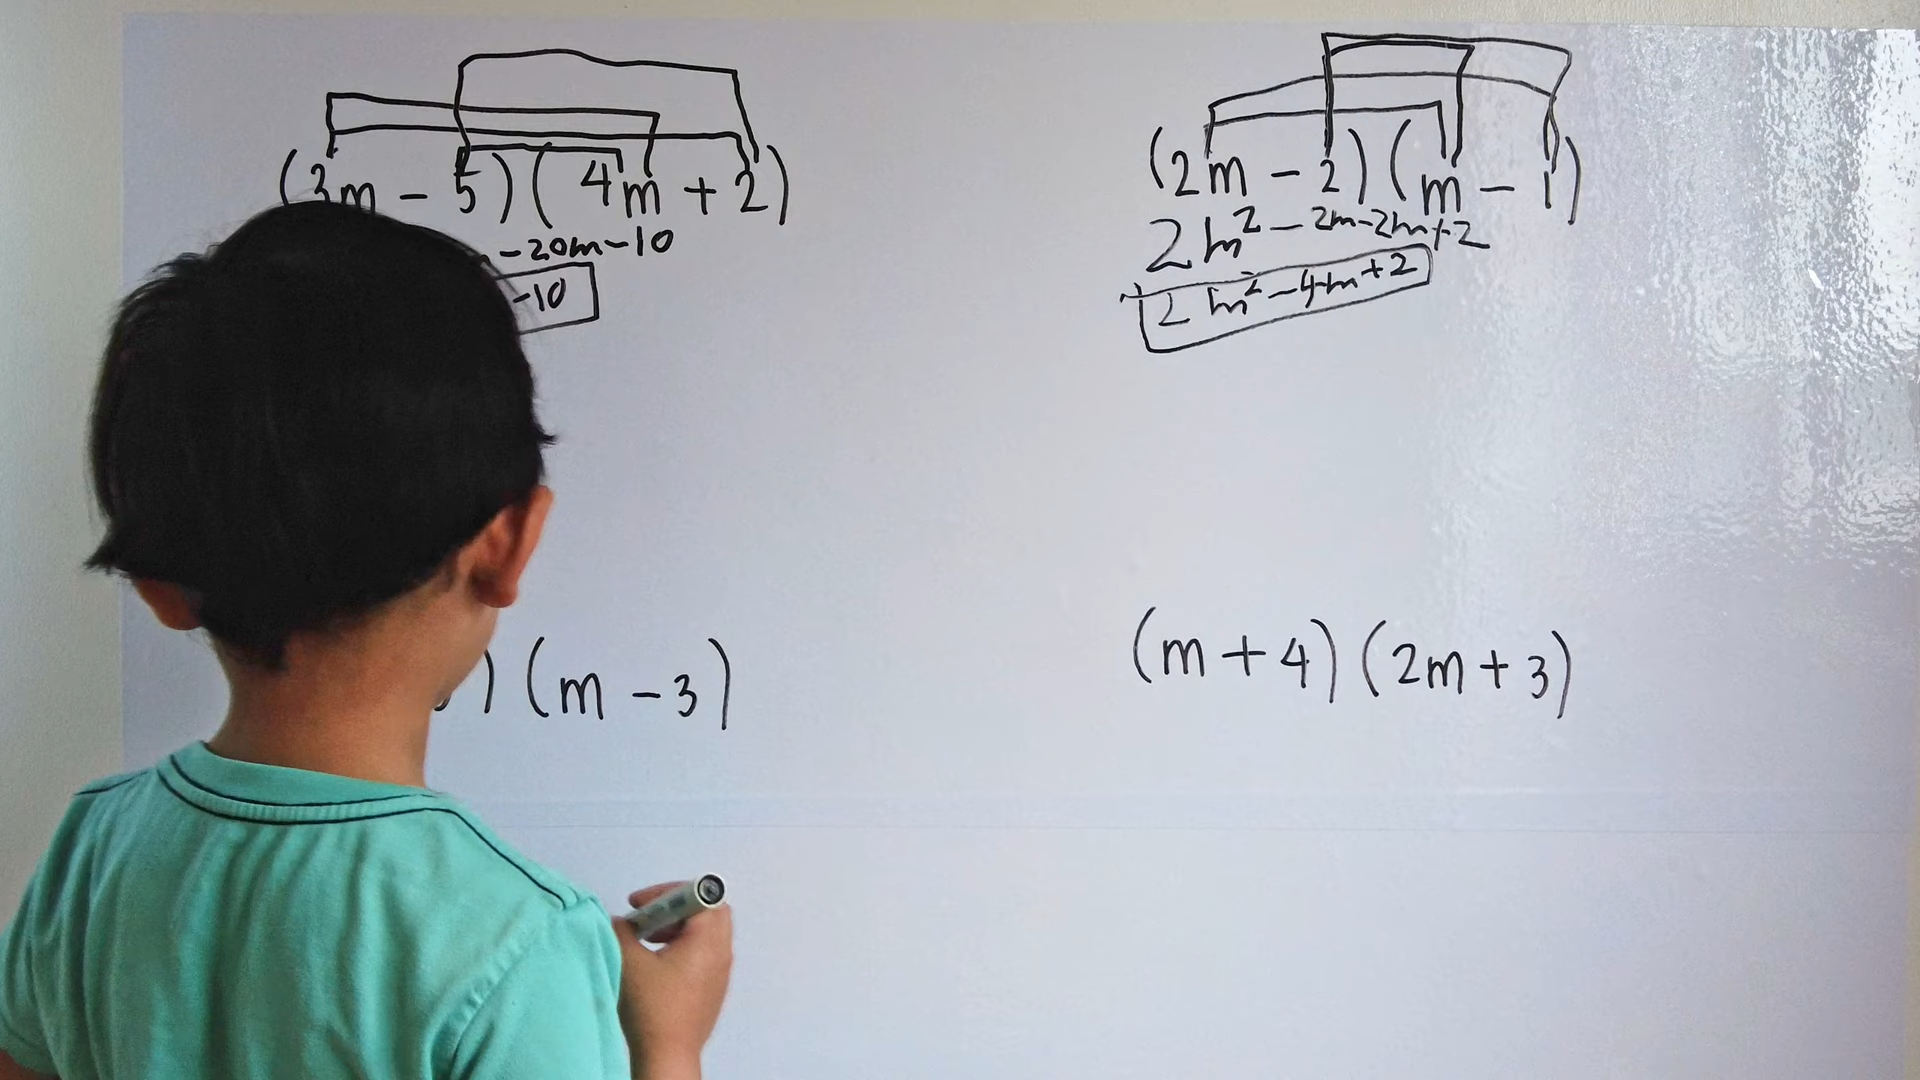 (3m - 5)(4m + 2)
-20m-10
-10
(2m - 2)(m - 1)
2m² - 2m-2m+2
2m² - 4m + 2
)(m - 3)
(m + 4)(2m + 3)